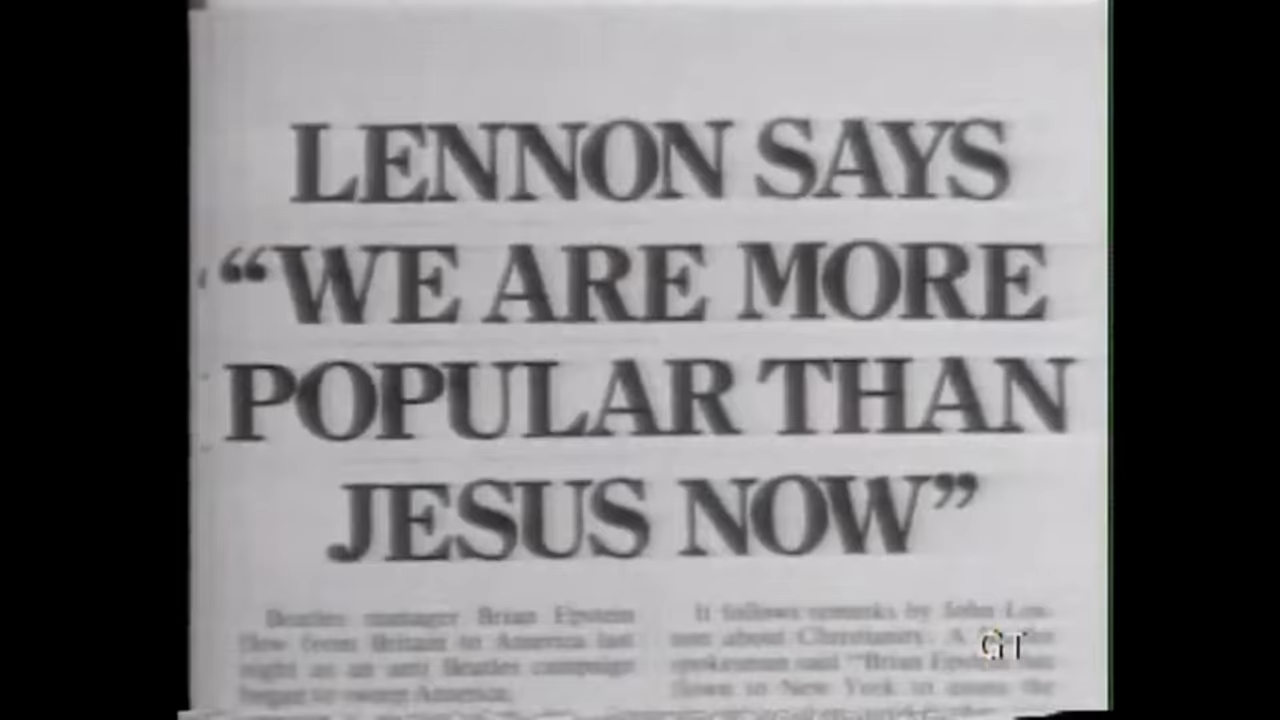 LENNON SAYS
“WE ARE MORE
POPULAR THAN
JESUS NOW”
Beatles manager Brian Epstein
flew from Britain to America last
night as an anti Beatles campaign
began to sweep America.
It follows remarks by John Len-
non about Christianity. A
spokesman said "Brian Epstein has
flown to New York to assess the
GT